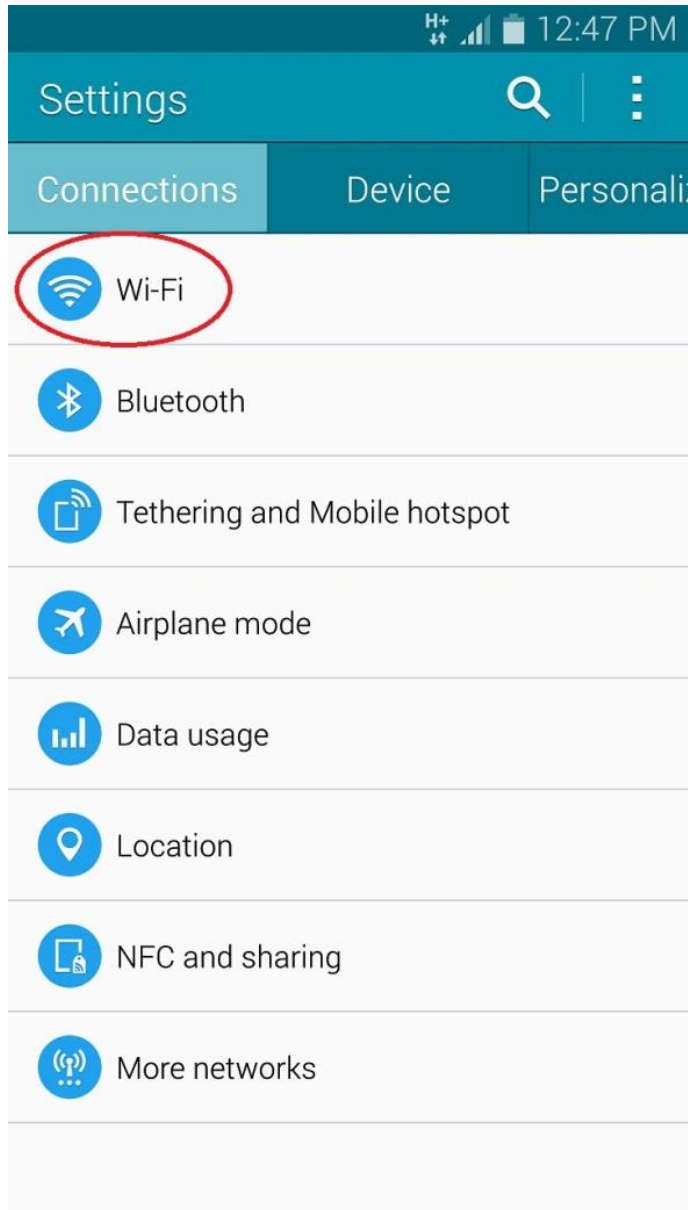 H+ 12:47 PM
Settings
Connections Device Personaliz
Wi-Fi
Bluetooth
Tethering and Mobile hotspot
Airplane mode
Data usage
Location
NFC and sharing
More networks